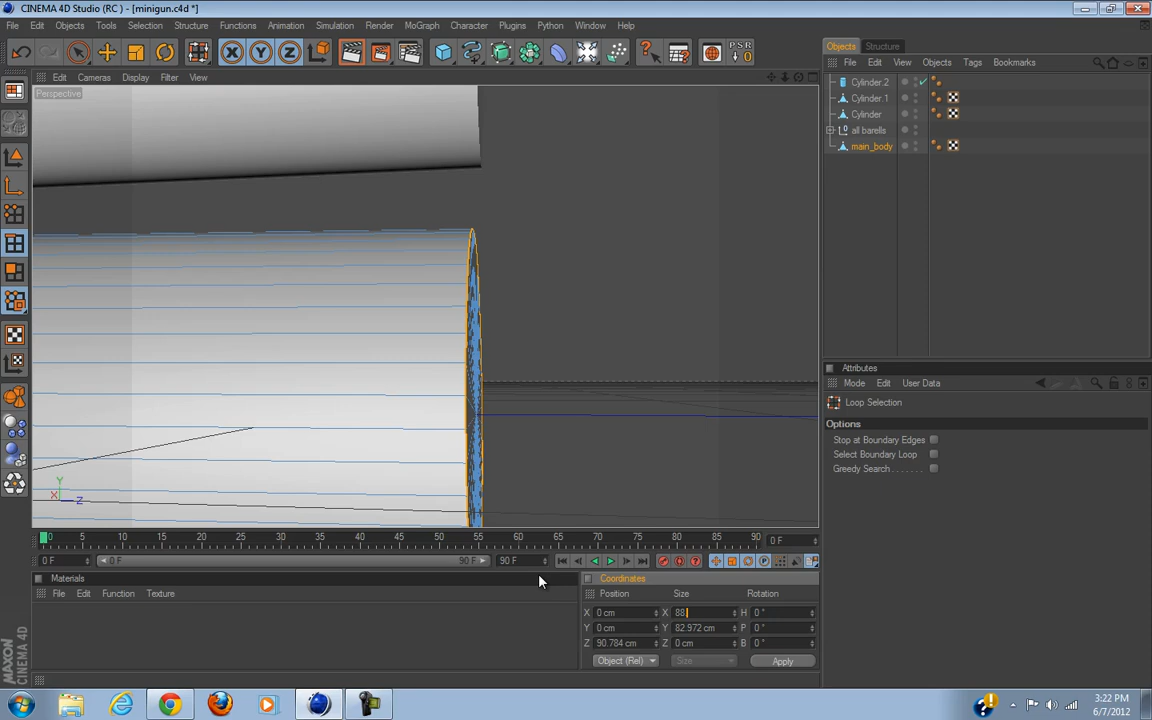 CINEMA 4D Studio (RC ) - [minigun.c4d *]
File Edit Objects Tools Selection Structure Functions Animation Simulate Render MoGraph Character Plugins Python Window Help
Objects Structure
File Edit View Objects Tags Bookmarks
X Y Z
PSR
0
Edit Cameras Display Filter View
Perspective
Cylinder.2
Cylinder.1
Cylinder
all barells
main_body
Attributes
Mode Edit User Data
Loop Selection
Options
Stop at Boundary Edges
Select Boundary Loop
Greedy Search . . . . . . .
Y
X Z
0 5 10 15 20 25 30 35 40 45 50 55 60 65 70 75 80 85 90
0 F
0 F 0 F 90 F 90 F
Materials
File Edit Function Texture
Coordinates
Position Size Rotation
X 0 cm X 88 H 0 °
Y 0 cm Y 82.972 cm P 0 °
Z 90.784 cm Z 0 cm B 0 °
Object (Rel) Size Apply
MAXON
CINEMA 4D
3:22 PM
6/7/2012